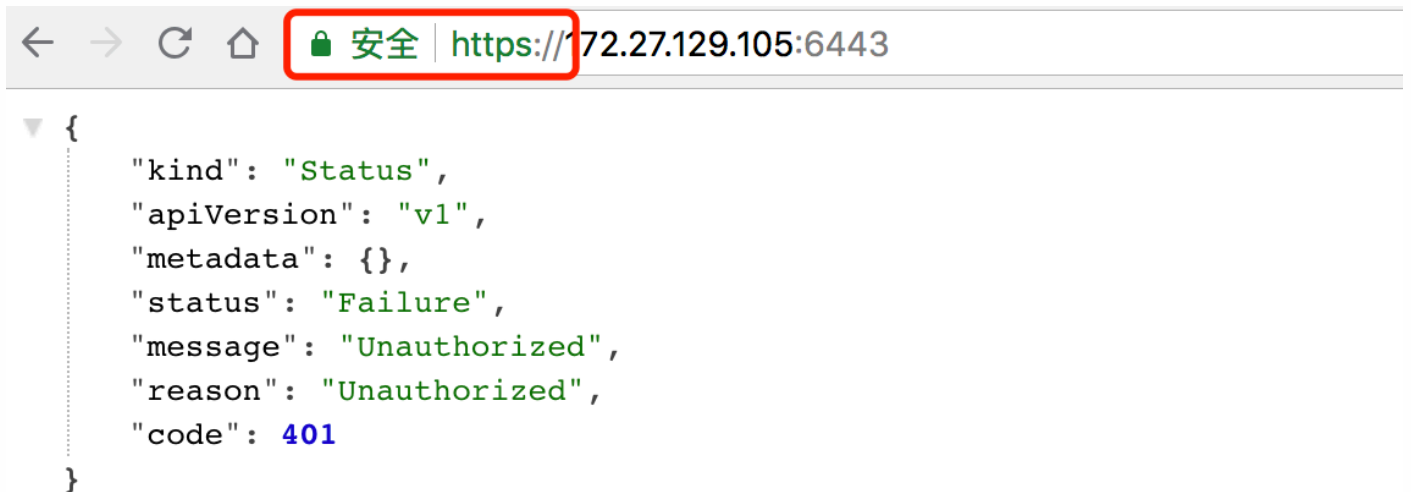 安全 https://172.27.129.105:6443
{
"kind": "Status",
"apiVersion": "v1",
"metadata": {},
"status": "Failure",
"message": "Unauthorized",
"reason": "Unauthorized",
"code": 401
}